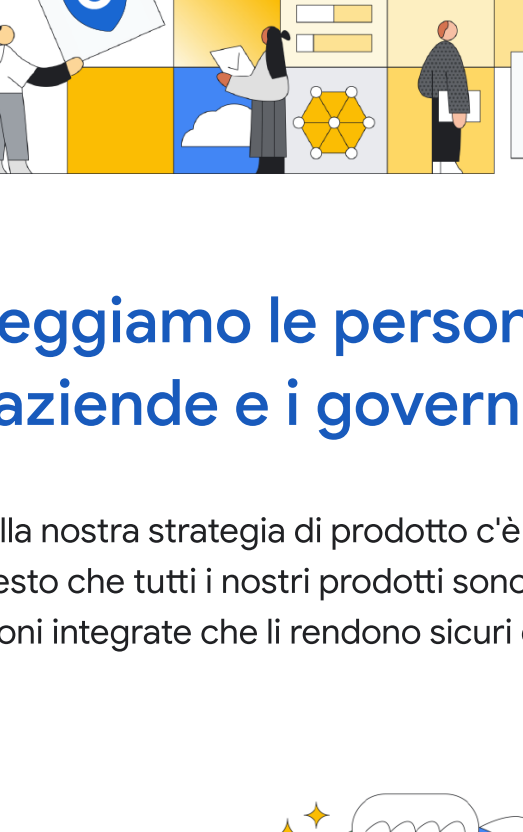 eggiamo le person
aziende e i govern
lla nostra strategia di prodotto c'è
esto che tutti i nostri prodotti sono
oni integrate che li rendono sicuri